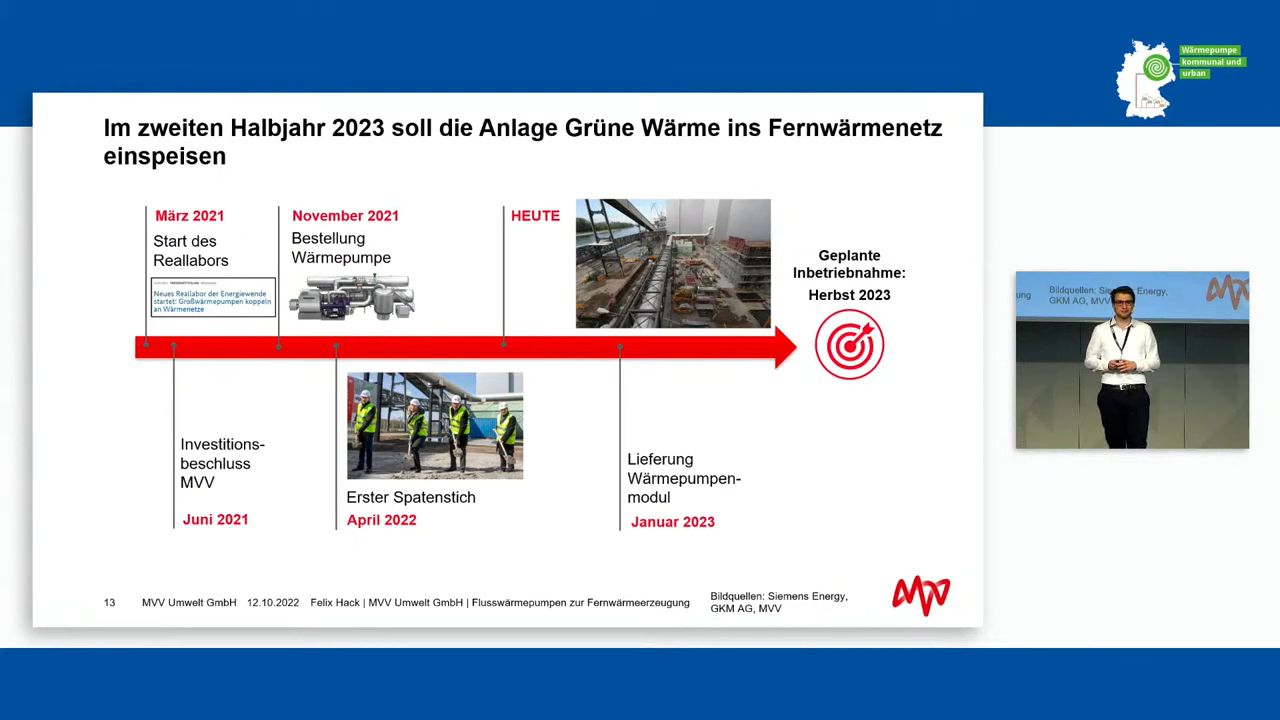 Wärmepumpe
kommunal und
urban
Im zweiten Halbjahr 2023 soll die Anlage Grüne Wärme ins Fernwärmenetz
einspeisen
März 2021
Start des
Reallabors
Neues Reallabor der Energiewende
startet: Großwärmepumpen koppeln
an Wärmenetze
November 2021
Bestellung
Wärmepumpe
HEUTE
Geplante
Inbetriebnahme:
Herbst 2023
Investitions-
beschluss
MVV
Juni 2021
Erster Spatenstich
April 2022
Lieferung
Wärmepumpen-
modul
Januar 2023
13 MVV Umwelt GmbH 12.10.2022 Felix Hack | MVV Umwelt GmbH | Flusswärmepumpen zur Fernwärmeerzeugung
Bildquellen: Siemens Energy,
GKM AG, MVV
MVV